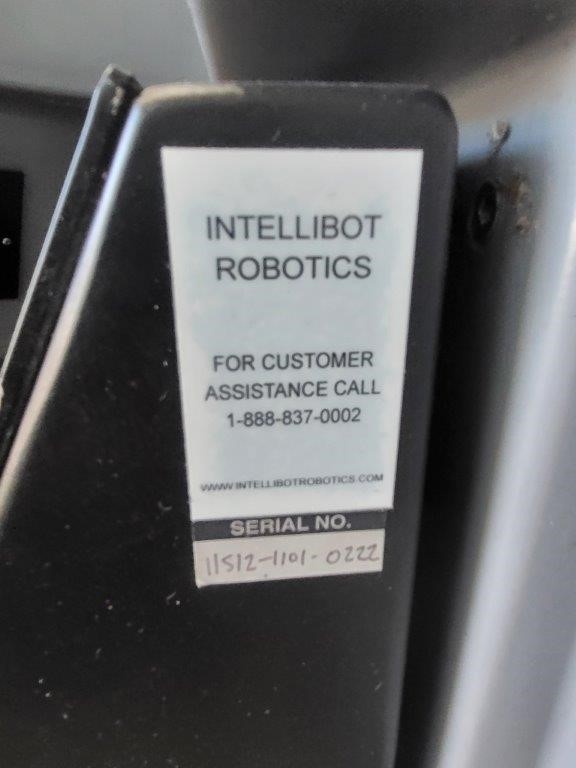 INTELLIBOT
ROBOTICS
FOR CUSTOMER
ASSISTANCE CALL
1-888-837-0002
WWW.INTELLIBOTROBOTICS.COM
SERIAL NO.
11512-1101-0222